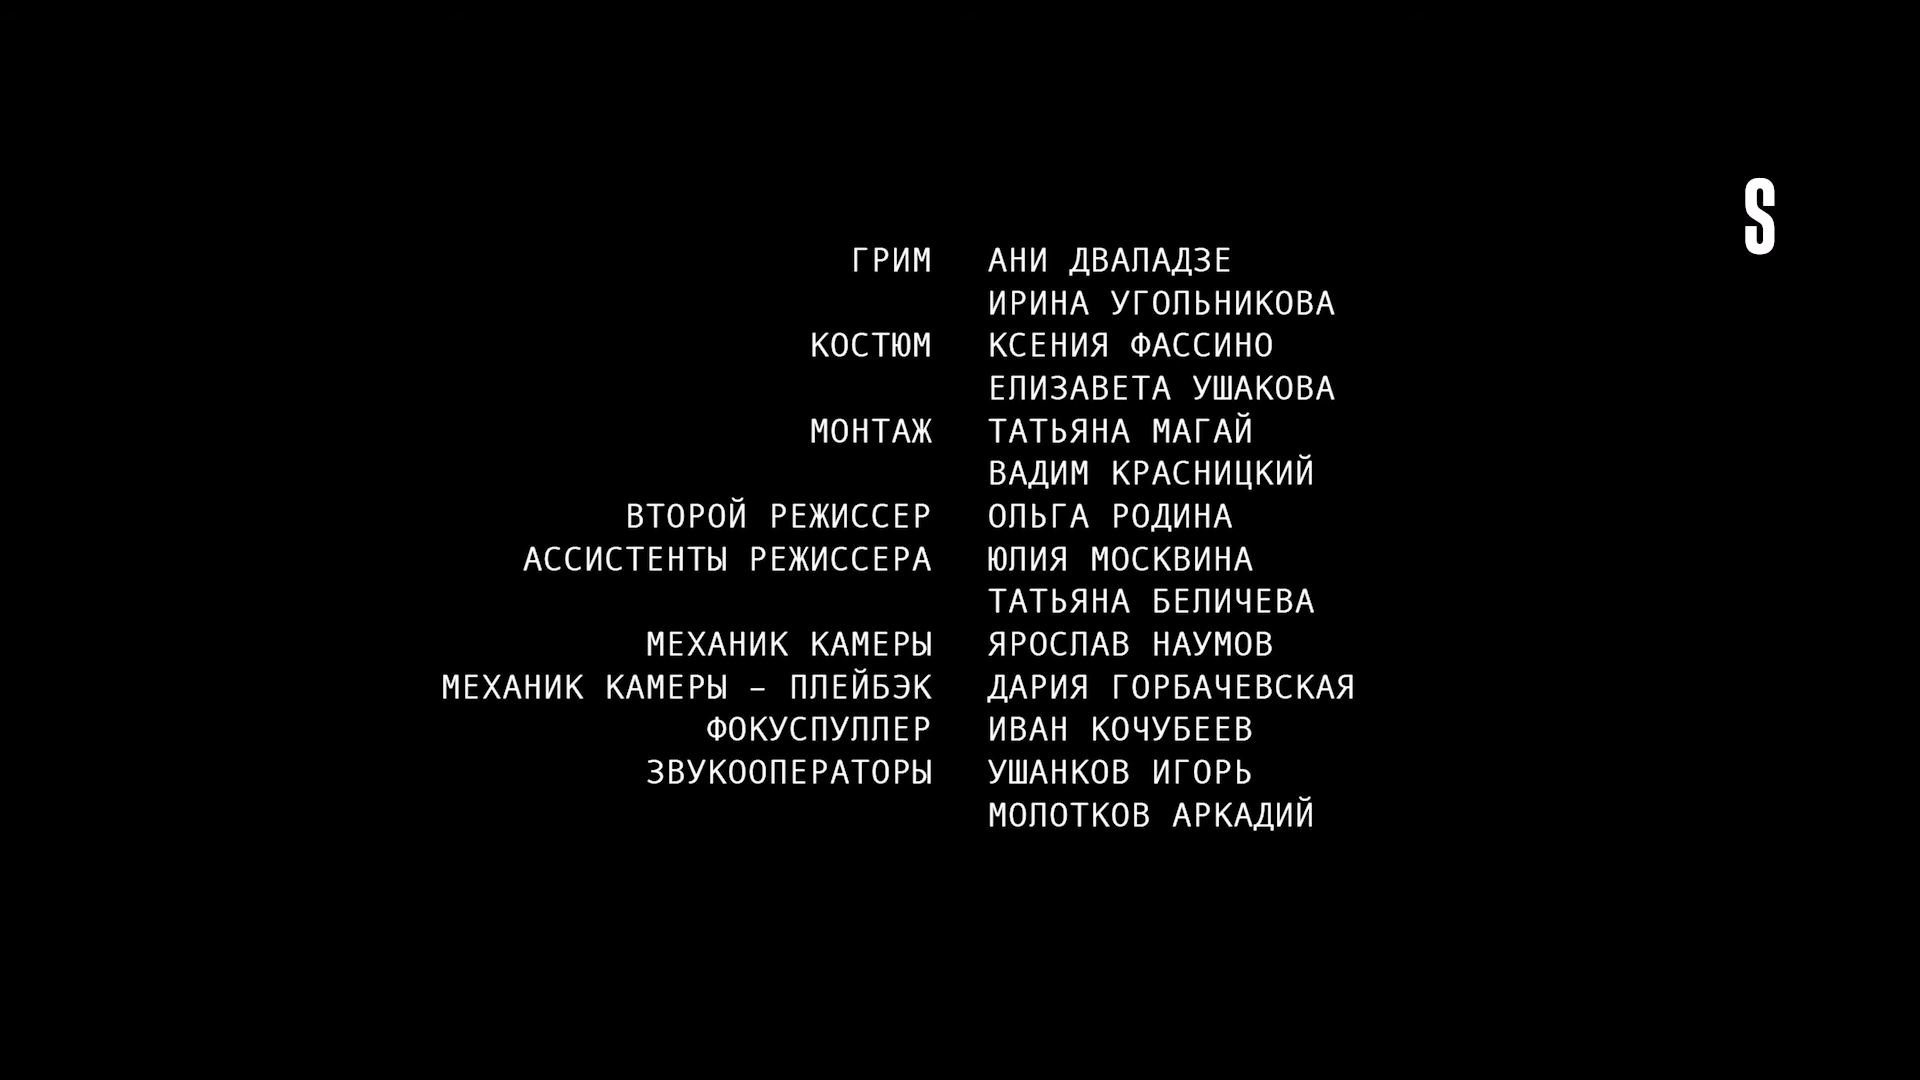 S
ГРИМ АНИ ДВАЛАДЗЕ
ИРИНА УГОЛЬНИКОВА
КОСТЮМ КСЕНИЯ ФАССИНО
ЕЛИЗАВЕТА УШАКОВА
МОНТАЖ ТАТЬЯНА МАГАЙ
ВАДИМ КРАСНИЦКИЙ
ВТОРОЙ РЕЖИССЕР ОЛЬГА РОДИНА
АССИСТЕНТЫ РЕЖИССЕРА ЮЛИЯ МОСКВИНА
ТАТЬЯНА БЕЛИЧЕВА
МЕХАНИК КАМЕРЫ ЯРОСЛАВ НАУМОВ
МЕХАНИК КАМЕРЫ – ПЛЕЙБЭК ДАРИЯ ГОРБАЧЕВСКАЯ
ФОКУСПУЛЛЕР ИВАН КОЧУБЕЕВ
ЗВУКООПЕРАТОРЫ УШАНКОВ ИГОРЬ
МОЛОТКОВ АРКАДИЙ